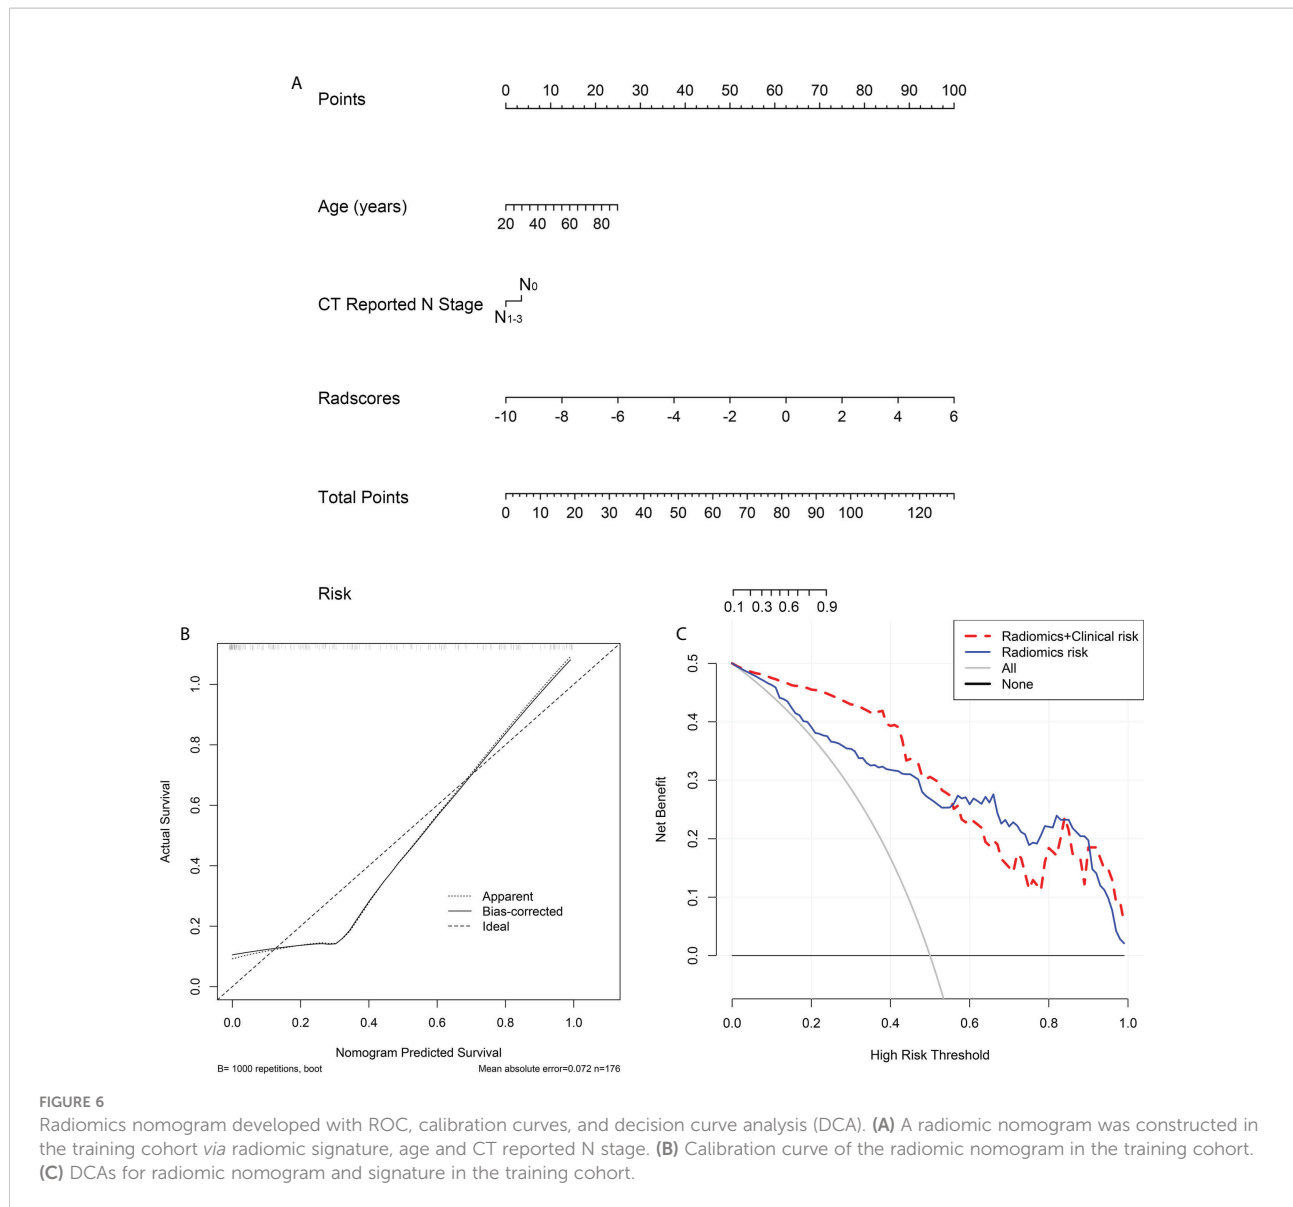 A
Points
0 10 20 30 40 50 60 70 80 90 100
Age (years)
20 40 60 80
CT Reported N Stage
N0
N1-3
Radscores
-10 -8 -6 -4 -2 0 2 4 6
Total Points
0 10 20 30 40 50 60 70 80 90 100 120
Risk
0.1 0.3 0.6 0.9
B
Actual Survival
1.0
0.8
0.6
0.4
0.2
0.0
Apparent
Bias-corrected
Ideal
0.0 0.2 0.4 0.6 0.8 1.0
Nomogram Predicted Survival
B= 1000 repetitions, boot
Mean absolute error=0.072 n=176
C
Radiomics+Clinical risk
Radiomics risk
All
None
Net Benefit
0.5
0.4
0.3
0.2
0.1
0.0
0.0 0.2 0.4 0.6 0.8 1.0
High Risk Threshold
FIGURE 6
Radiomics nomogram developed with ROC, calibration curves, and decision curve analysis (DCA). (A) A radiomic nomogram was constructed in
the training cohort via radiomic signature, age and CT reported N stage. (B) Calibration curve of the radiomic nomogram in the training cohort.
(C) DCAs for radiomic nomogram and signature in the training cohort.